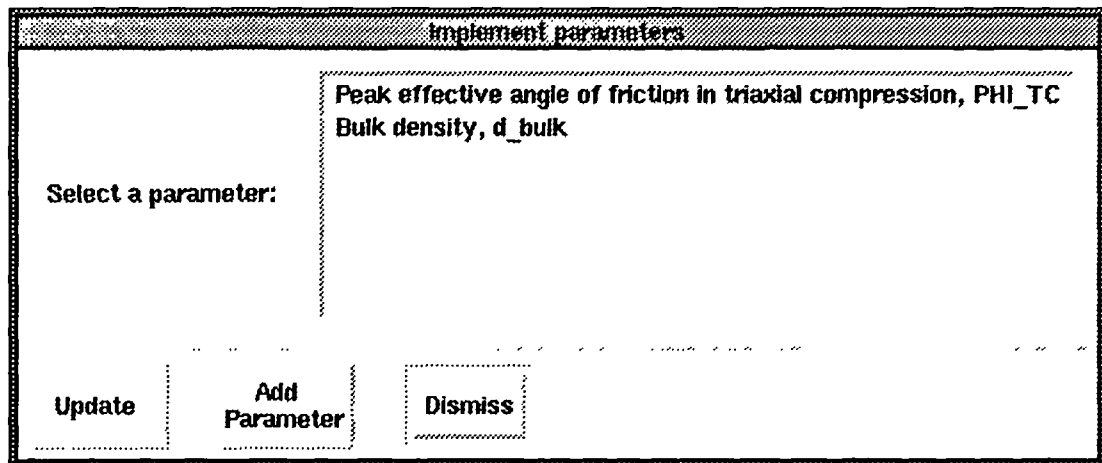 Implement parameters
Peak effective angle of friction in triaxial compression, PHI_TC
Bulk density, d_bulk
Select a parameter:
Update
Add
Parameter
Dismiss